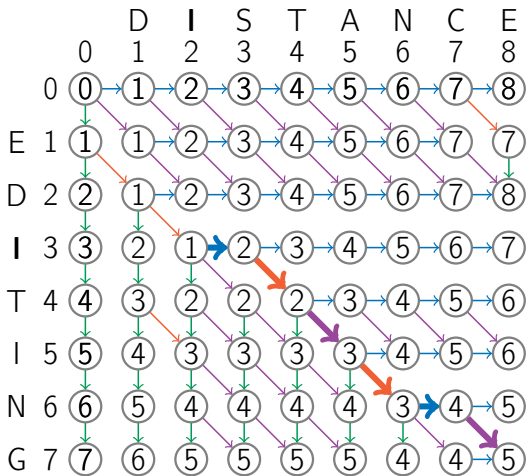 D I S T A N C E
0 1 2 3 4 5 6 7 8
0 0 1 2 3 4 5 6 7 8
E 1 1 1 2 3 4 5 6 7 7
D 2 2 1 2 3 4 5 6 7 8
I 3 3 2 1 2 3 4 5 6 7
T 4 4 3 2 2 2 3 4 5 6
I 5 5 4 3 3 3 3 4 5 6
N 6 6 5 4 4 4 4 3 4 5
G 7 7 6 5 5 5 5 4 4 5